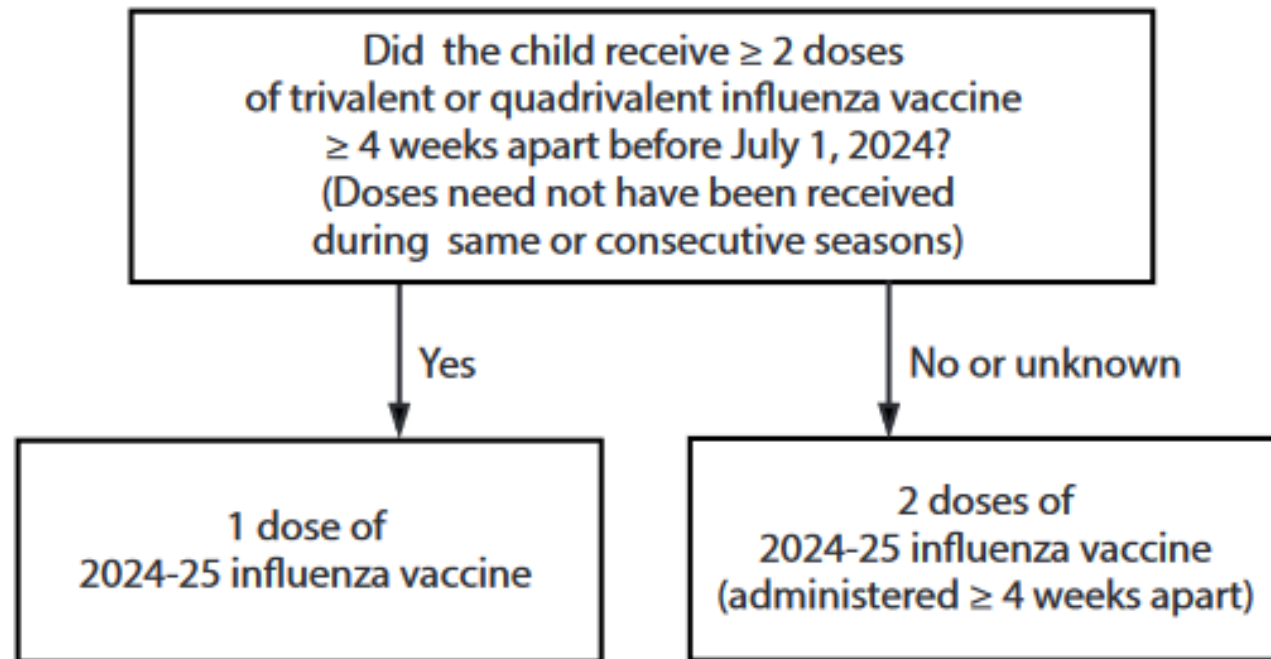 Did the child receive ≥ 2 doses
of trivalent or quadrivalent influenza vaccine
≥ 4 weeks apart before July 1, 2024?
(Doses need not have been received
during same or consecutive seasons)
Yes
No or unknown
1 dose of
2024-25 influenza vaccine
2 doses of
2024-25 influenza vaccine
(administered ≥ 4 weeks apart)